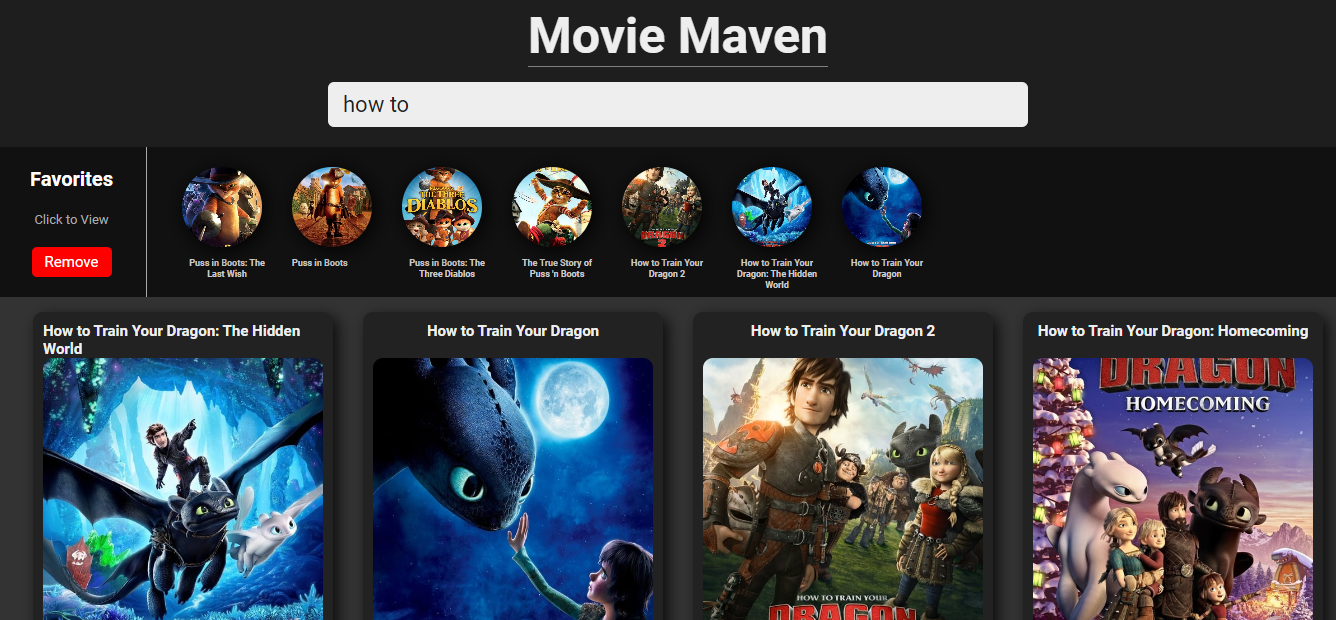 Movie Maven
how to
Favorites
Click to View
Remove
THE THREE
DIABLOS
Puss in Boots: The
Last Wish
Puss in Boots
Puss in Boots: The
Three Diablos
The True Story of
Puss 'n Boots
How to Train Your
Dragon 2
How to Train Your
Dragon: The Hidden
World
How to Train Your
Dragon
How to Train Your Dragon: The Hidden
World
How to Train Your Dragon
How to Train Your Dragon 2
HOW TO TRAIN YOUR
DRAGON
How to Train Your Dragon: Homecoming
DRAGON
HOMECOMING